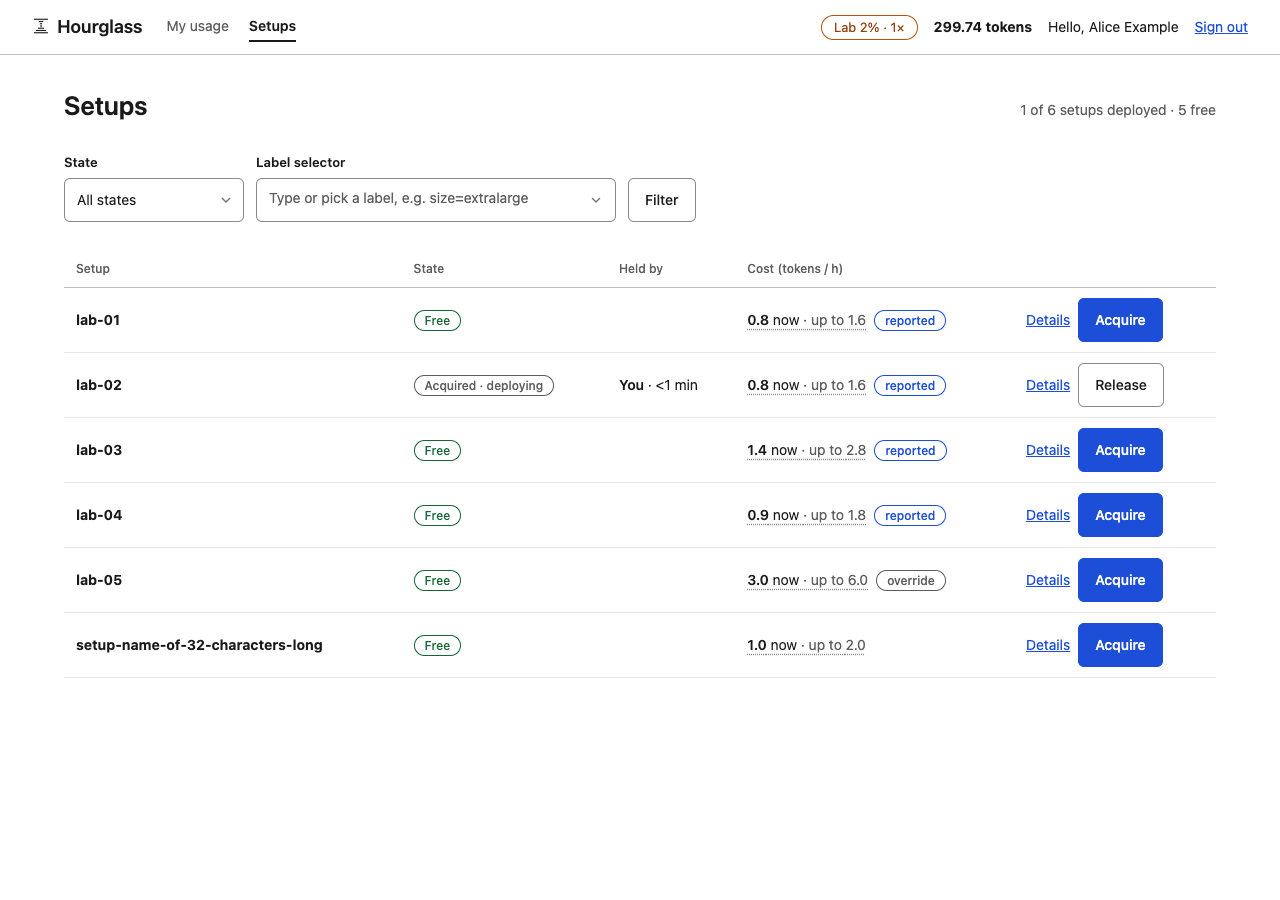 Hourglass My usage Setups Lab 2% · 1× 299.74 tokens Hello, Alice Example Sign out
Setups 1 of 6 setups deployed · 5 free
State Label selector
All states Type or pick a label, e.g. size=extralarge Filter
Setup State Held by Cost (tokens / h)
lab-01 Free 0.8 now · up to 1.6 reported Details Acquire
lab-02 Acquired · deploying You · <1 min 0.8 now · up to 1.6 reported Details Release
lab-03 Free 1.4 now · up to 2.8 reported Details Acquire
lab-04 Free 0.9 now · up to 1.8 reported Details Acquire
lab-05 Free 3.0 now · up to 6.0 override Details Acquire
setup-name-of-32-characters-long Free 1.0 now · up to 2.0 Details Acquire